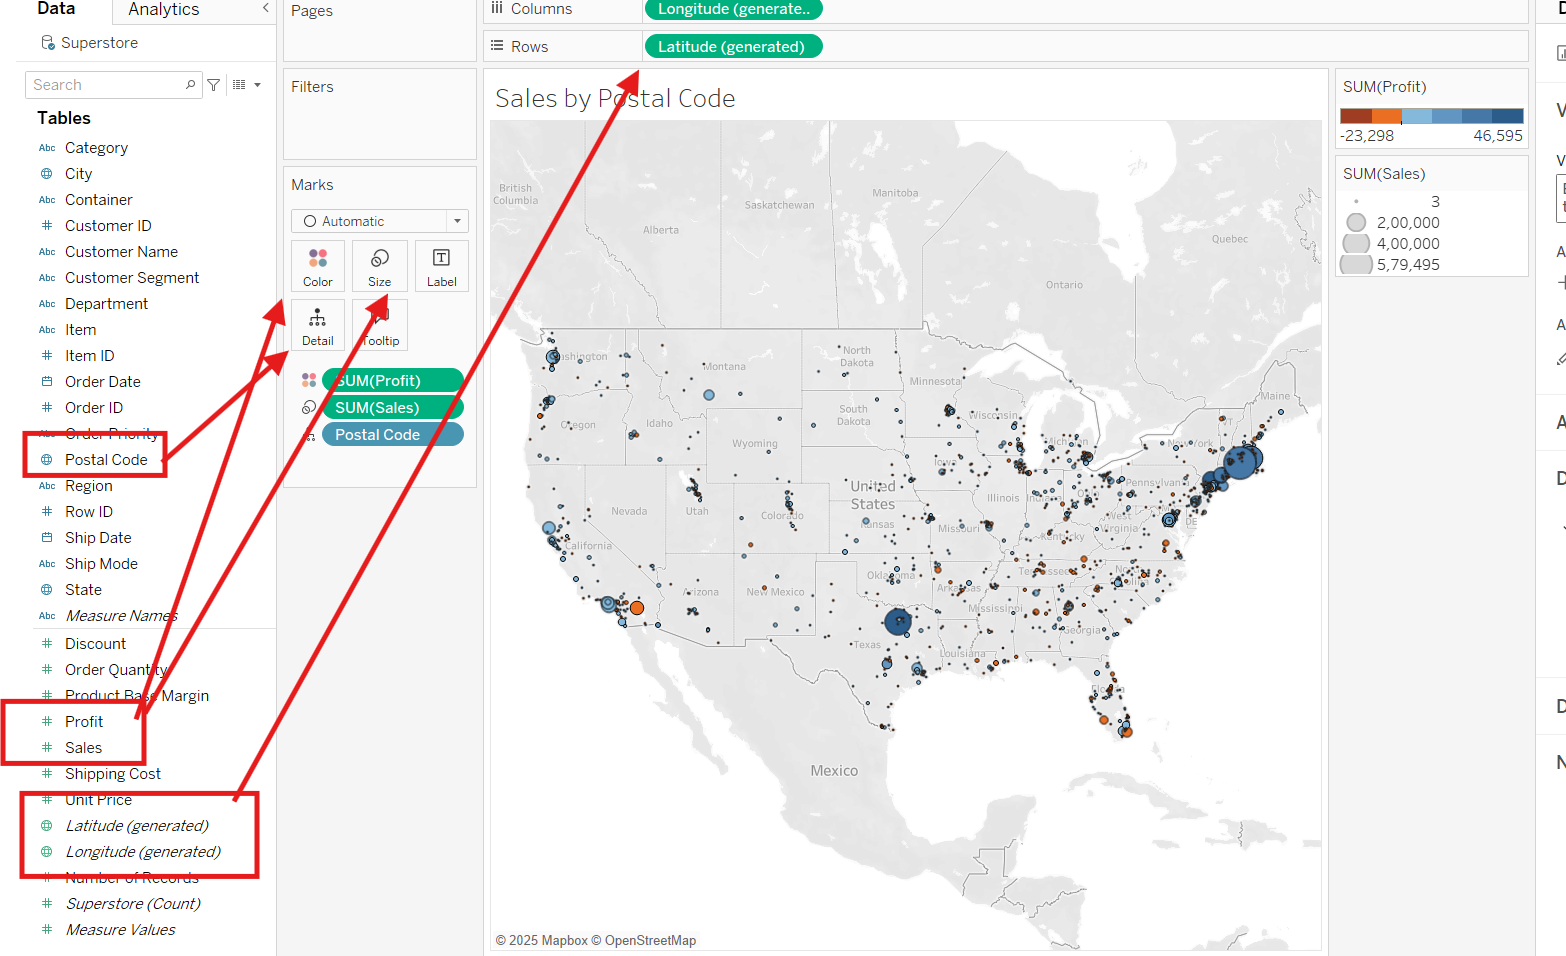 Data
Analytics
Superstore
Search
Tables
Abc Category
City
Abc Container
Customer ID
Abc Customer Name
Abc Customer Segment
Abc Department
Abc Item
Item ID
Order Date
Order ID
Abc Order Priority
Postal Code
Abc Region
Row ID
Ship Date
Abc Ship Mode
State
Abc Measure Names
Discount
Order Quantity
Product Base Margin
Profit
Sales
Shipping Cost
Unit Price
Latitude (generated)
Longitude (generated)
Number of Records
Superstore (Count)
Measure Values
Pages
Filters
Marks
Automatic
Color
Size
Label
Detail
Tooltip
SUM(Profit)
SUM(Sales)
Postal Code
Columns
Longitude (generate..
Rows
Latitude (generated)
Sales by Postal Code
British
Columbia
Alberta
Saskatchewan
Manitoba
Ontario
Quebec
Washington
Montana
North
Dakota
Minnesota
Maine
Oregon
Idaho
South
Dakota
Wisconsin
Michigan
VT
New York
Wyoming
Iowa
Pennsylvania
Nevada
Utah
Colorado
United
States
Kansas
Illinois
Indiana
Missouri
West
Virginia
DE
Kentucky
California
Arizona
New Mexico
Oklahoma
Arkansas
Tennessee
North
Carolina
Mississippi
Georgia
Texas
Louisiana
Florida
Mexico
© 2025 Mapbox © OpenStreetMap
SUM(Profit)
-23,298 46,595
SUM(Sales)
3
2,00,000
4,00,000
5,79,495